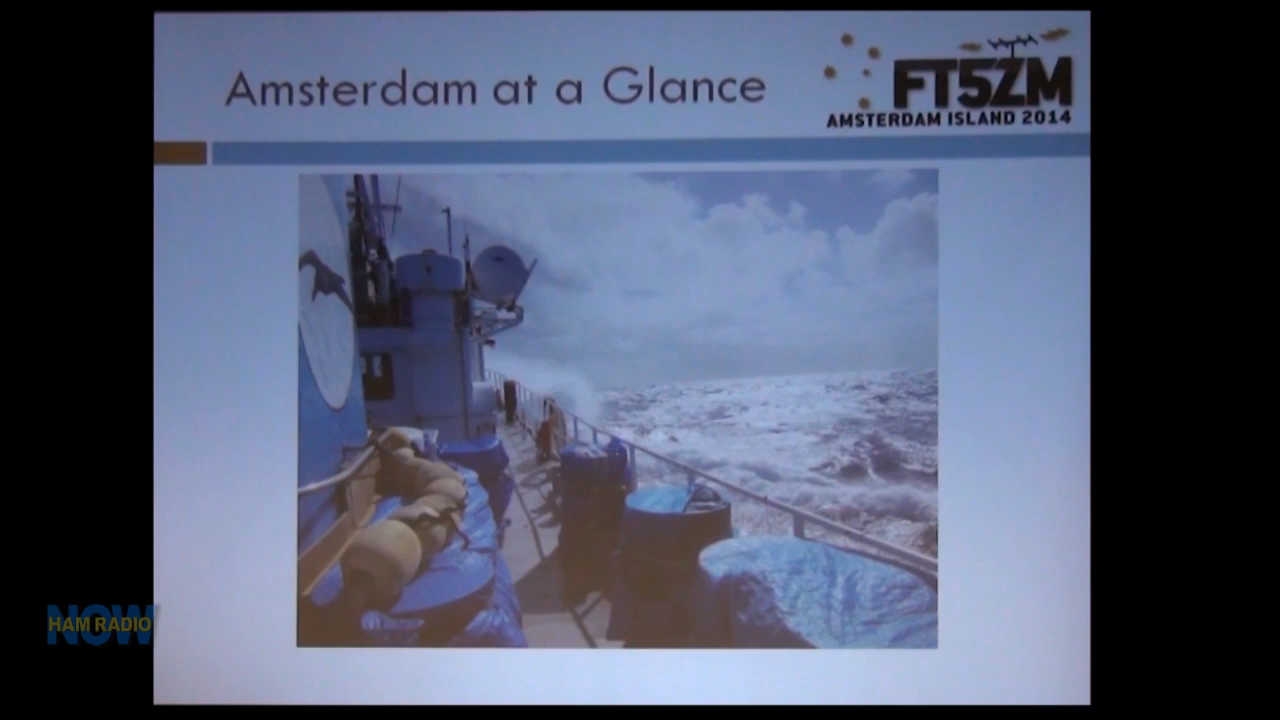 Amsterdam at a Glance
FT5ZM
AMSTERDAM ISLAND 2014
NOW
HAM RADIO